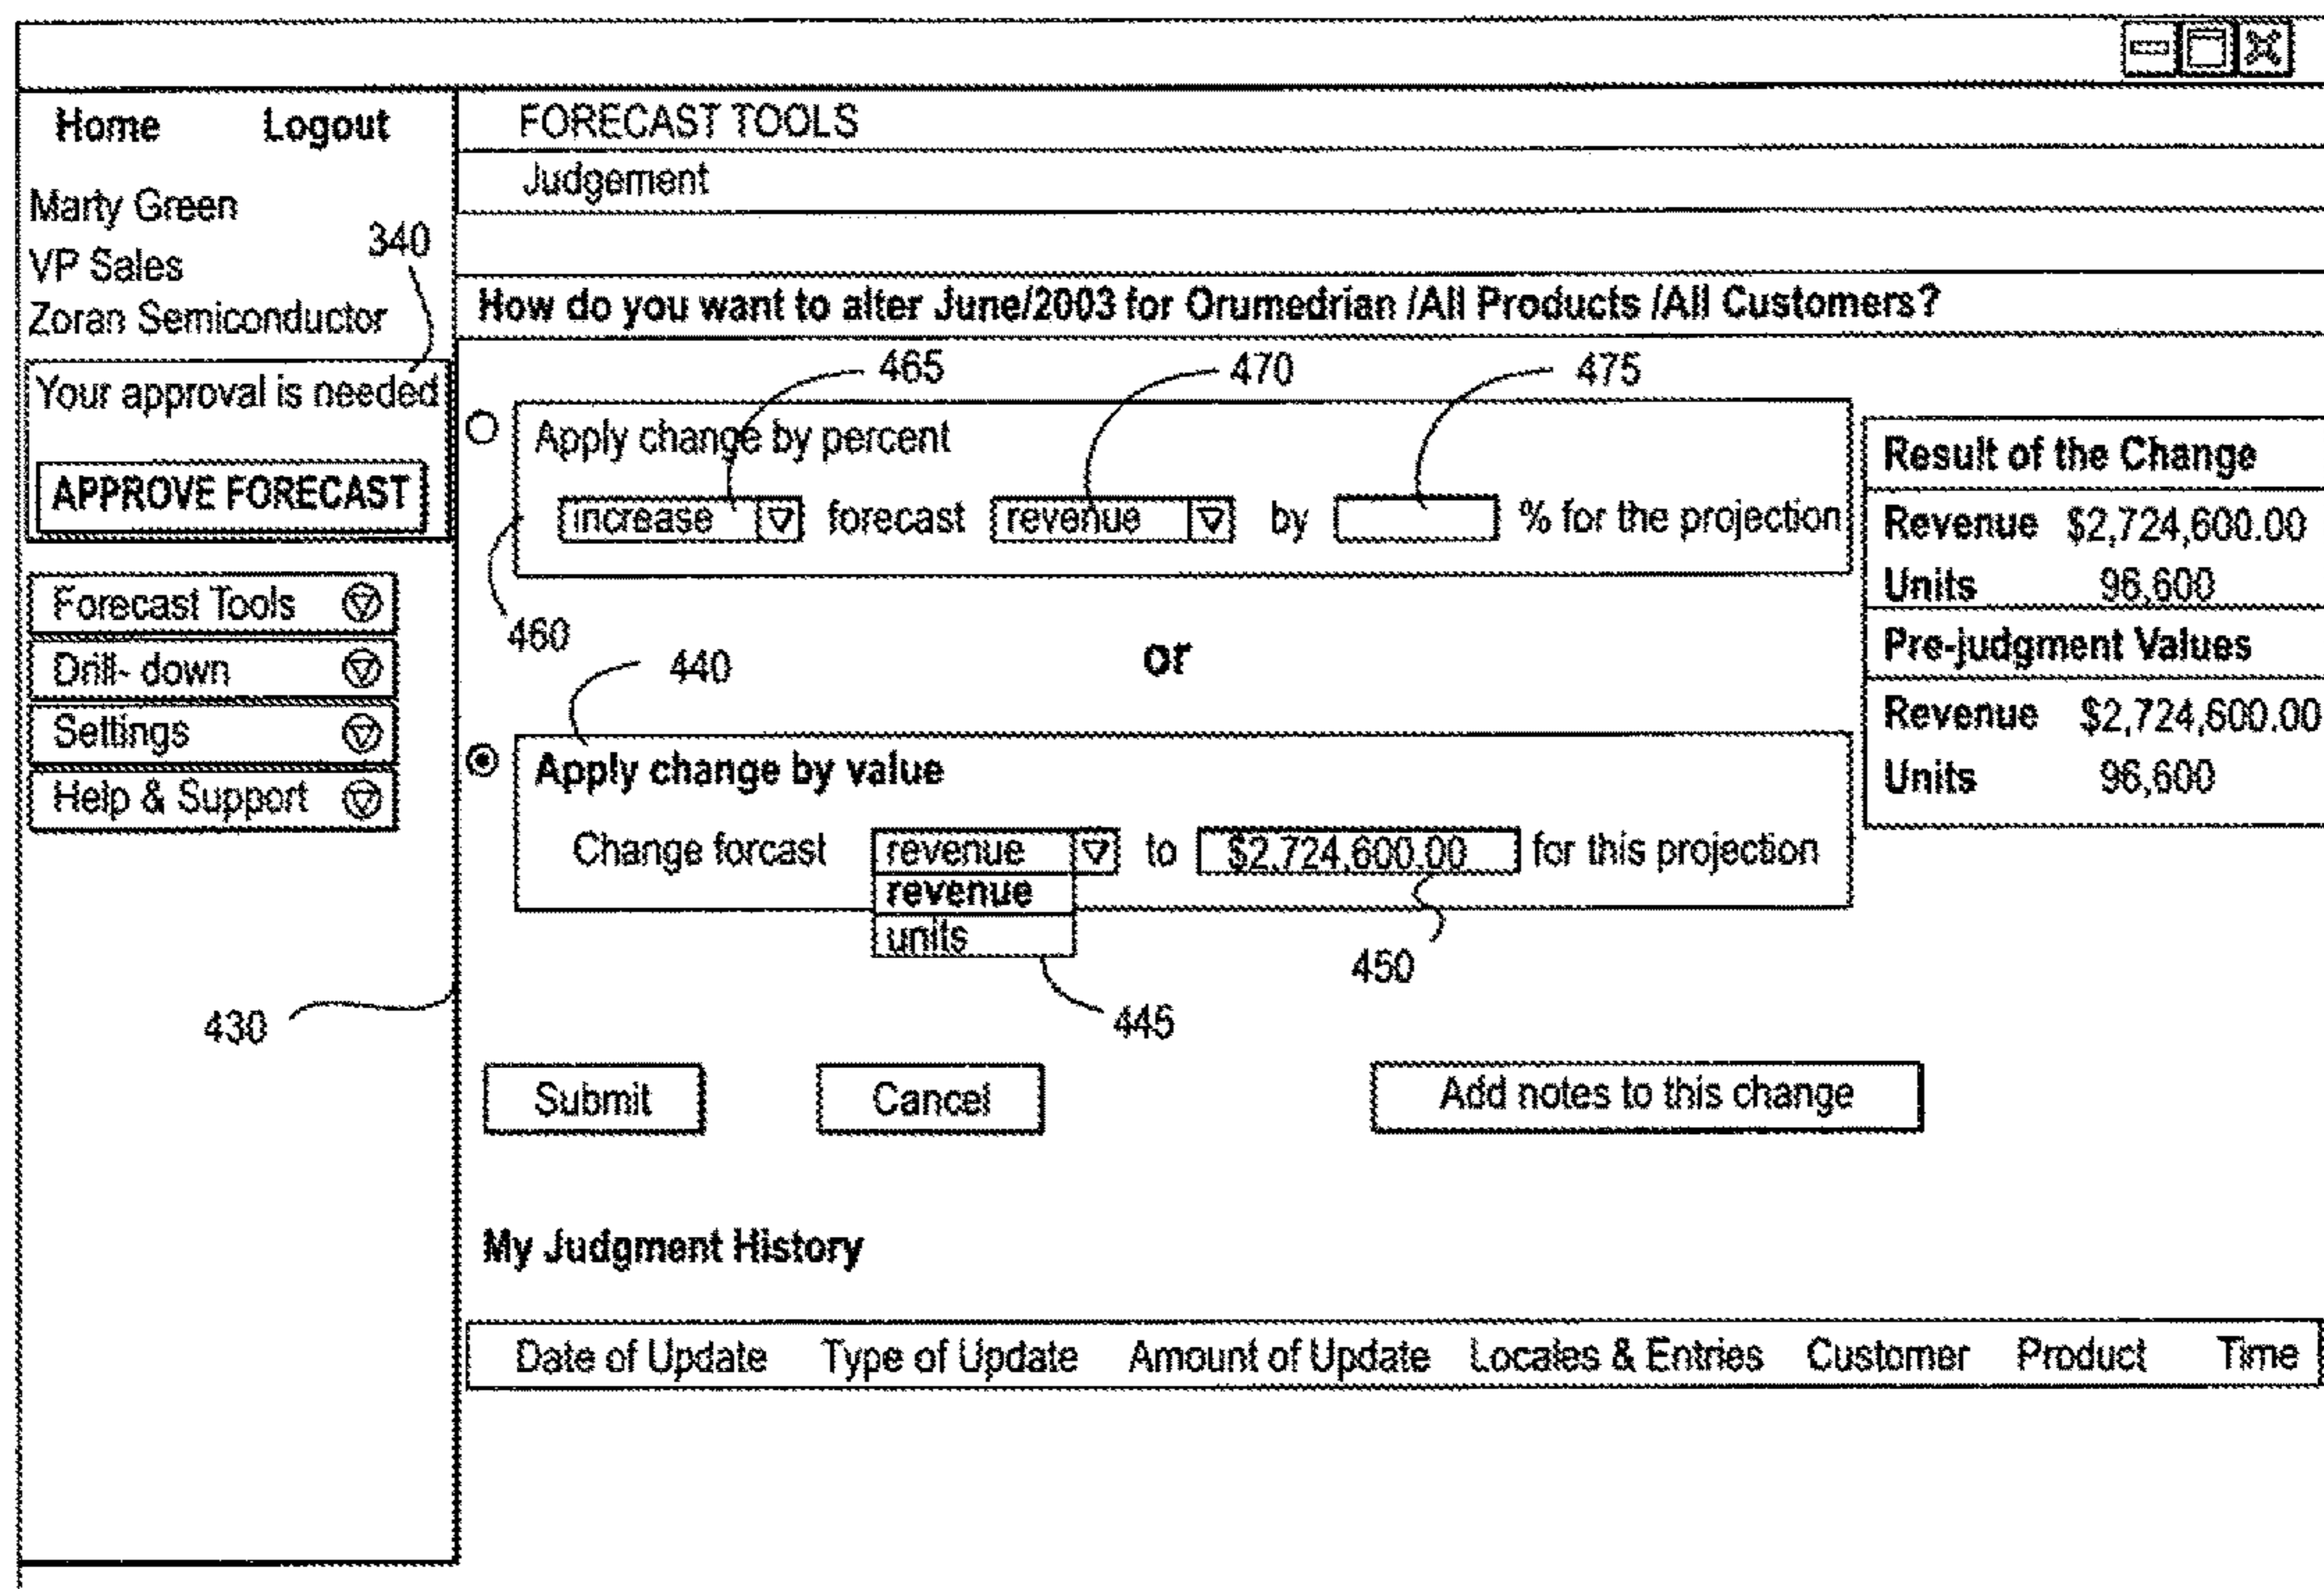 Home Logout
Marty Green
VP Sales
Zoran Semiconductor
340
Your approval is needed
APPROVE FORECAST
Forecast Tools
Drill- down
Settings
Help & Support
430
FORECAST TOOLS
Judgement
How do you want to alter June/2003 for Orumedrian /All Products /All Customers?
465 470 475
Apply change by percent
increase forecast revenue by % for the projection
460
or
440
Apply change by value
Change forcast revenue to $2,724,600.00 for this projection
revenue
units
450
445
Result of the Change
Revenue $2,724,600.00
Units 96,600
Pre-judgment Values
Revenue $2,724,600.00
Units 96,600
Submit Cancel Add notes to this change
My Judgment History
Date of Update Type of Update Amount of Update Locales & Entries Customer Product Time